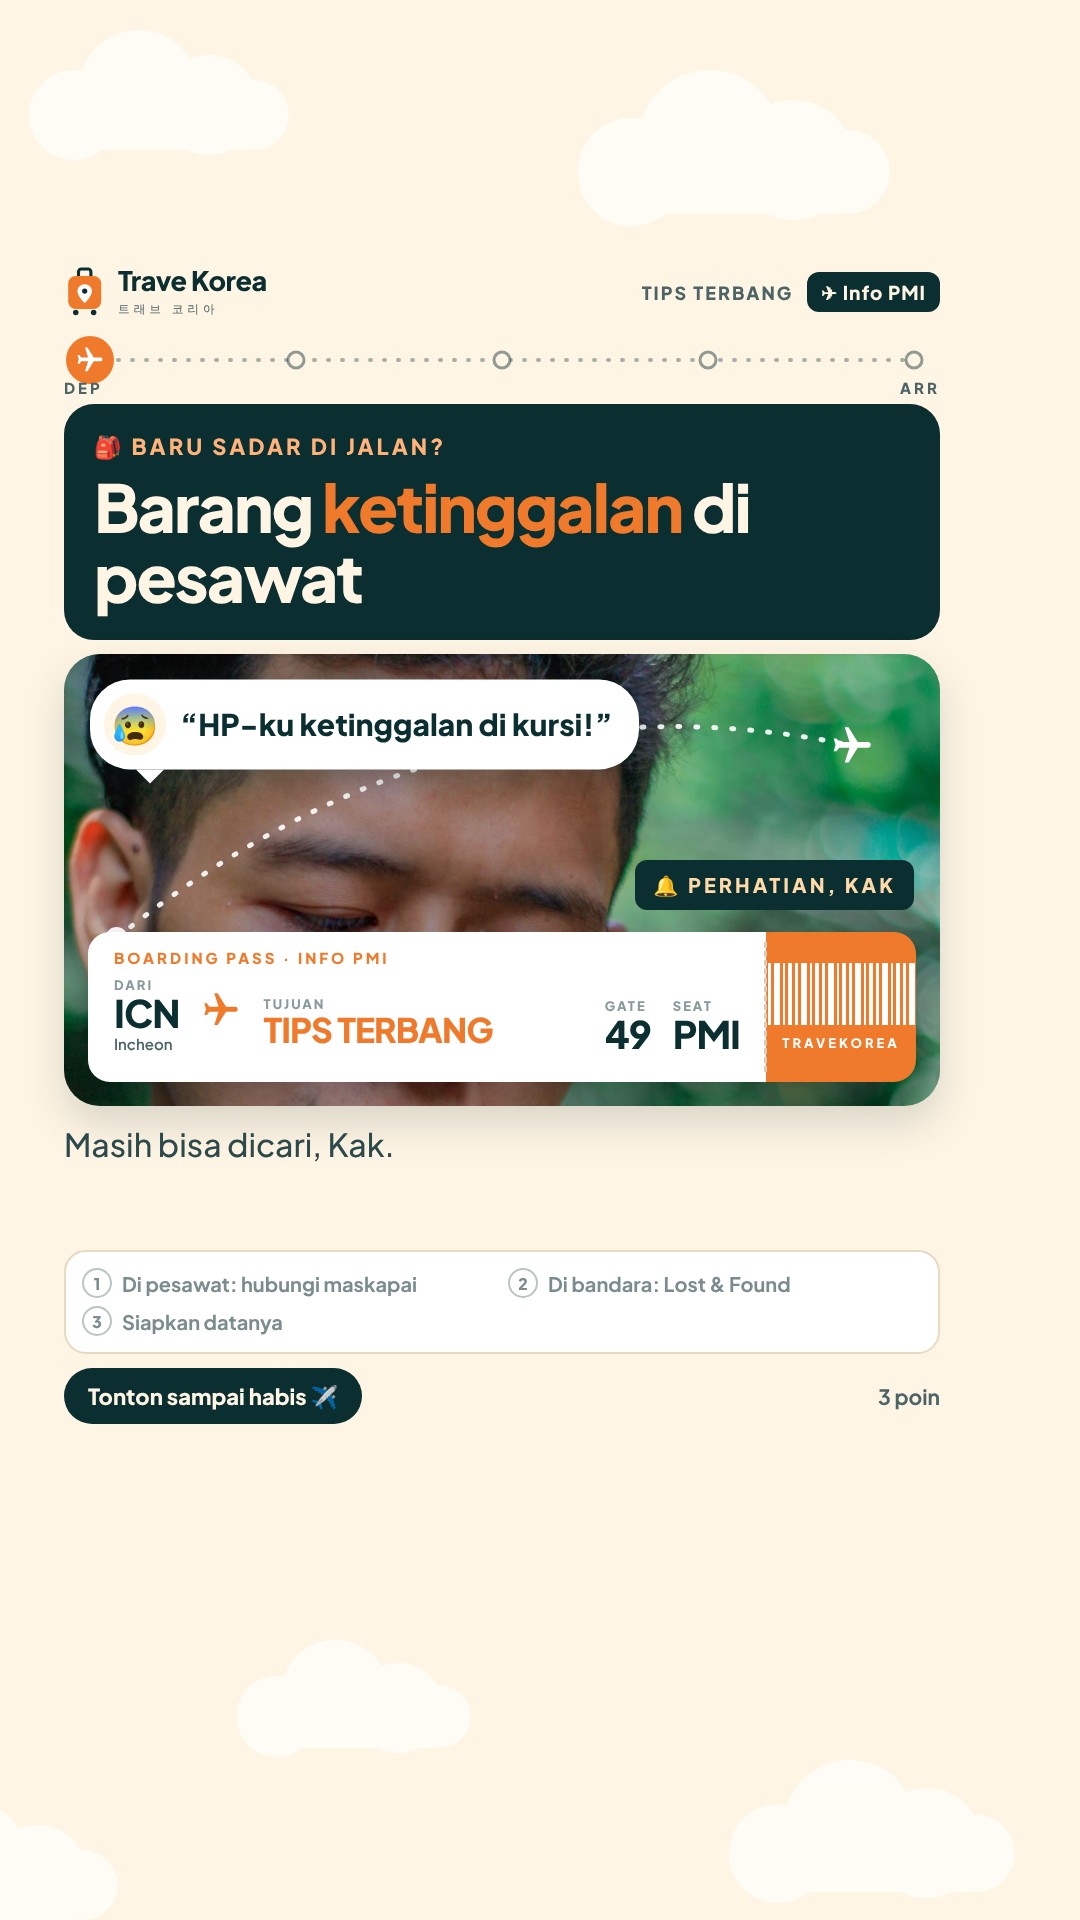 Trave Korea
트래브 코리아
TIPS TERBANG
✈ Info PMI
DEP
ARR
🎒 BARU SADAR DI JALAN?
Barang ketinggalan di
pesawat
😰 “HP-ku ketinggalan di kursi!”
🔔 PERHATIAN, KAK
BOARDING PASS · INFO PMI
DARI
ICN
Incheon
TUJUAN
TIPS TERBANG
GATE
49
SEAT
PMI
TRAVEKOREA
Masih bisa dicari, Kak.
1 Di pesawat: hubungi maskapai
2 Di bandara: Lost & Found
3 Siapkan datanya
Tonton sampai habis ✈️
3 poin